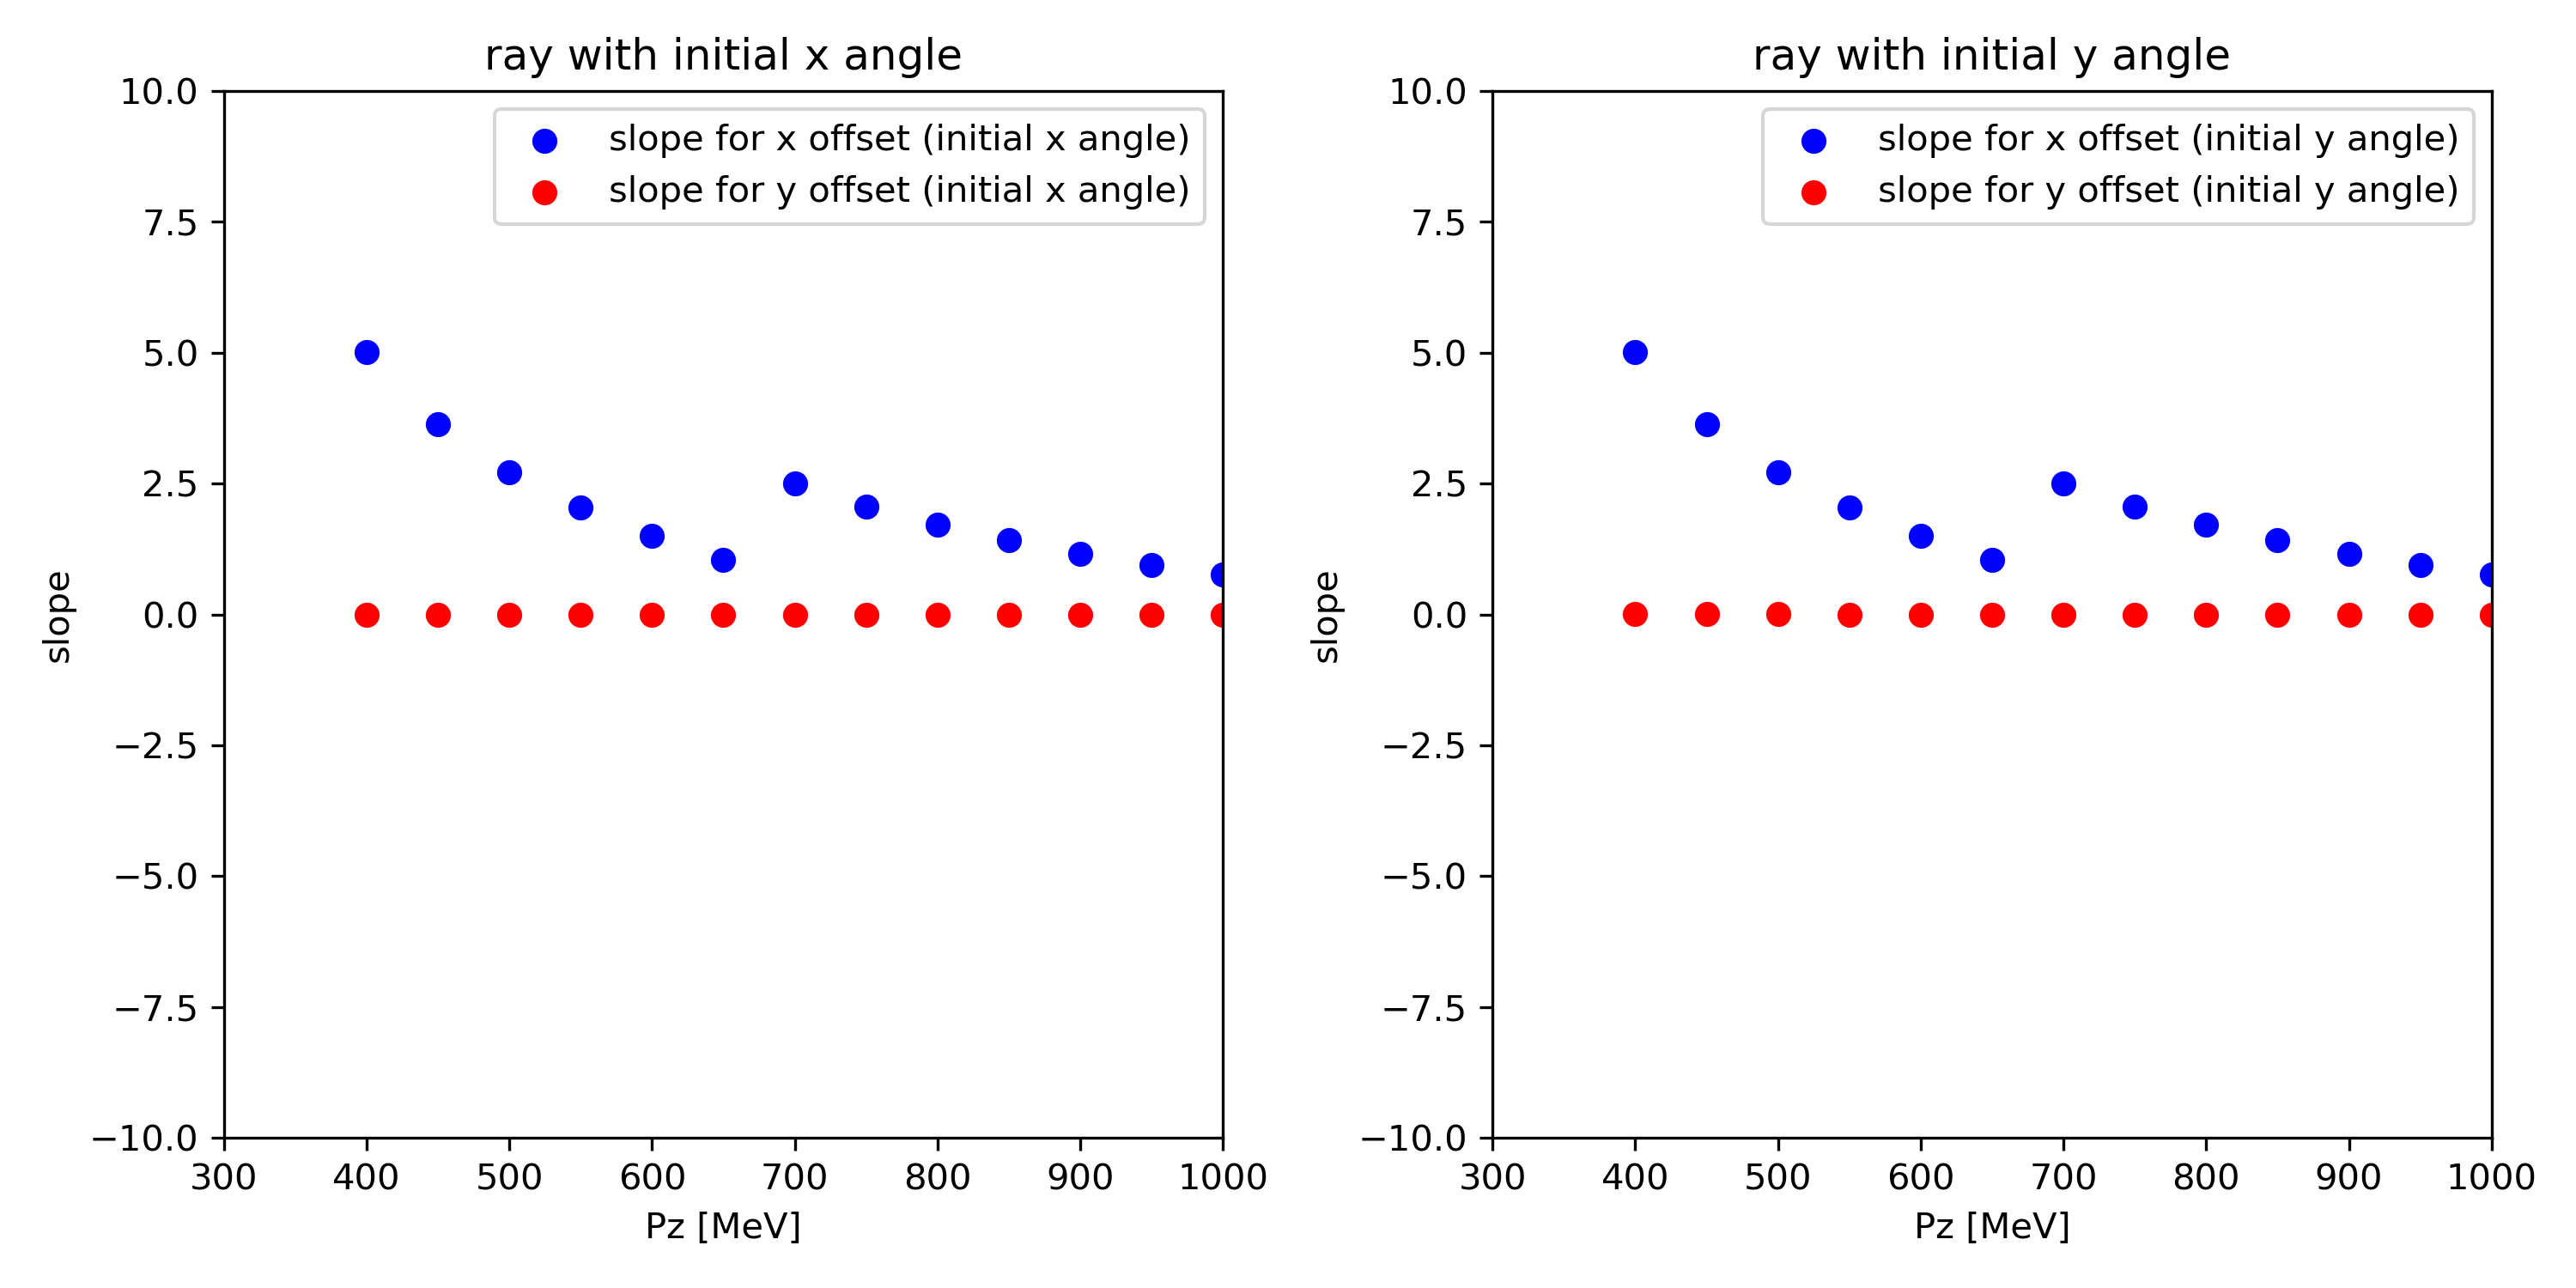 ray with initial x angle
slope for x offset (initial x angle)
slope for y offset (initial x angle)
10.0
7.5
5.0
2.5
0.0
−2.5
−5.0
−7.5
−10.0
slope
300 400 500 600 700 800 900 1000
Pz [MeV]
ray with initial y angle
slope for x offset (initial y angle)
slope for y offset (initial y angle)
10.0
7.5
5.0
2.5
0.0
−2.5
−5.0
−7.5
−10.0
slope
300 400 500 600 700 800 900 1000
Pz [MeV]